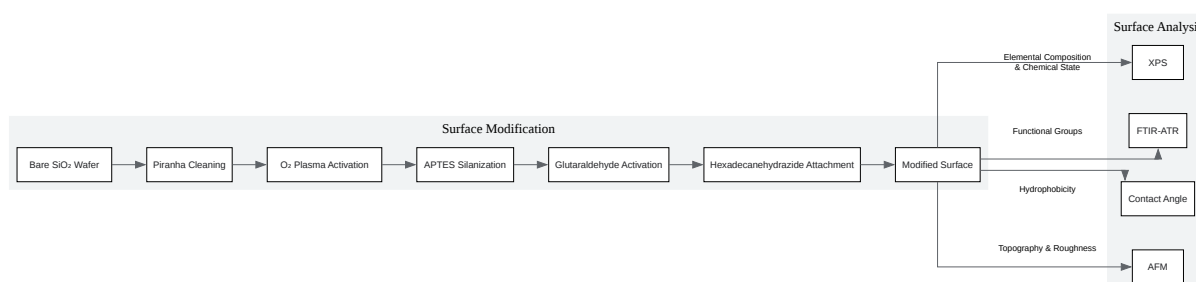 Surface Analysi
Elemental Composition
& Chemical State
XPS
Surface Modification
Functional Groups
FTIR-ATR
Bare SiO₂ Wafer
Piranha Cleaning
O₂ Plasma Activation
APTES Silanization
Glutaraldehyde Activation
Hexadecanehydrazide Attachment
Modified Surface
Hydrophobicity
Contact Angle
Topography & Roughness
AFM